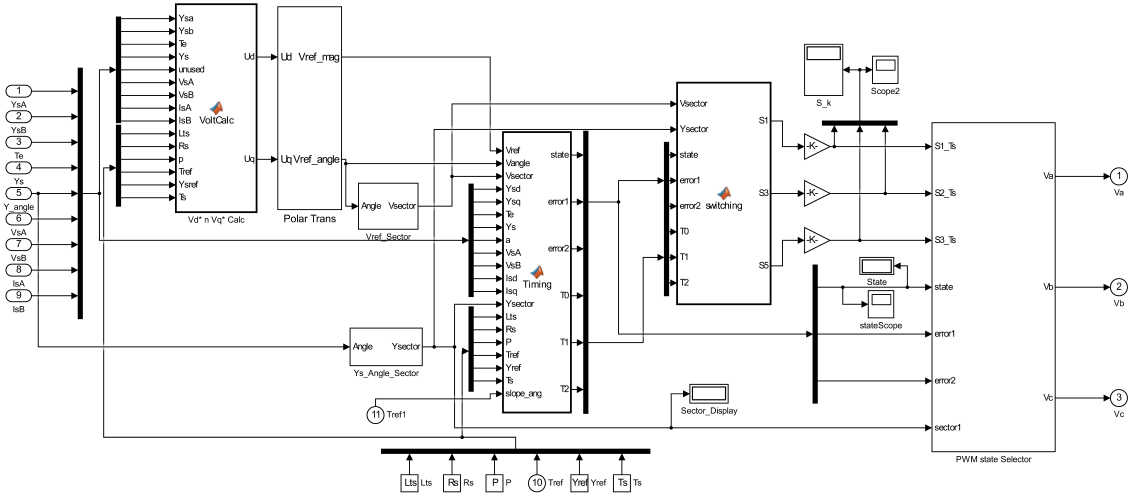 1
YsA
2
YsB
3
Te
4
Ys
5
Y_angle
6
VsA
7
VsB
8
IsA
9
IsB
Ysa
Ysb
Te
Ys
unused
VsA
VsB
IsA
IsB
Lts
Rs
p
Tref
Ysref
Ts
VoltCalc
Ud
Uq
Vd* n Vq* Calc
Ud
Vref_mag
Uq
Vref_angle
Polar Trans
Angle
Vsector
Vref_Sector
Angle
Ysector
Ys_Angle_Sector
11
Tref1
Vref
Vangle
Vsector
Ysd
Ysq
Te
Ys
a
VsA
VsB
Isd
Isq
Ysector
Lts
Rs
P
Tref
Yref
Ts
slope_ang
Timing
state
error1
error2
T0
T1
T2
Lts
Lts
Rs
Rs
P
P
10
Tref
Yref
Yref
Ts
Ts
Vsector
Ysector
state
error1
error2
T0
T1
T2
switching
S1
S3
S5
-K-
-K-
-K-
S_k
Scope2
State
stateScope
Sector_Display
S1_Ts
S2_Ts
S3_Ts
state
error1
error2
sector1
Va
Vb
Vc
PWM state Selector
1
Va
2
Vb
3
Vc